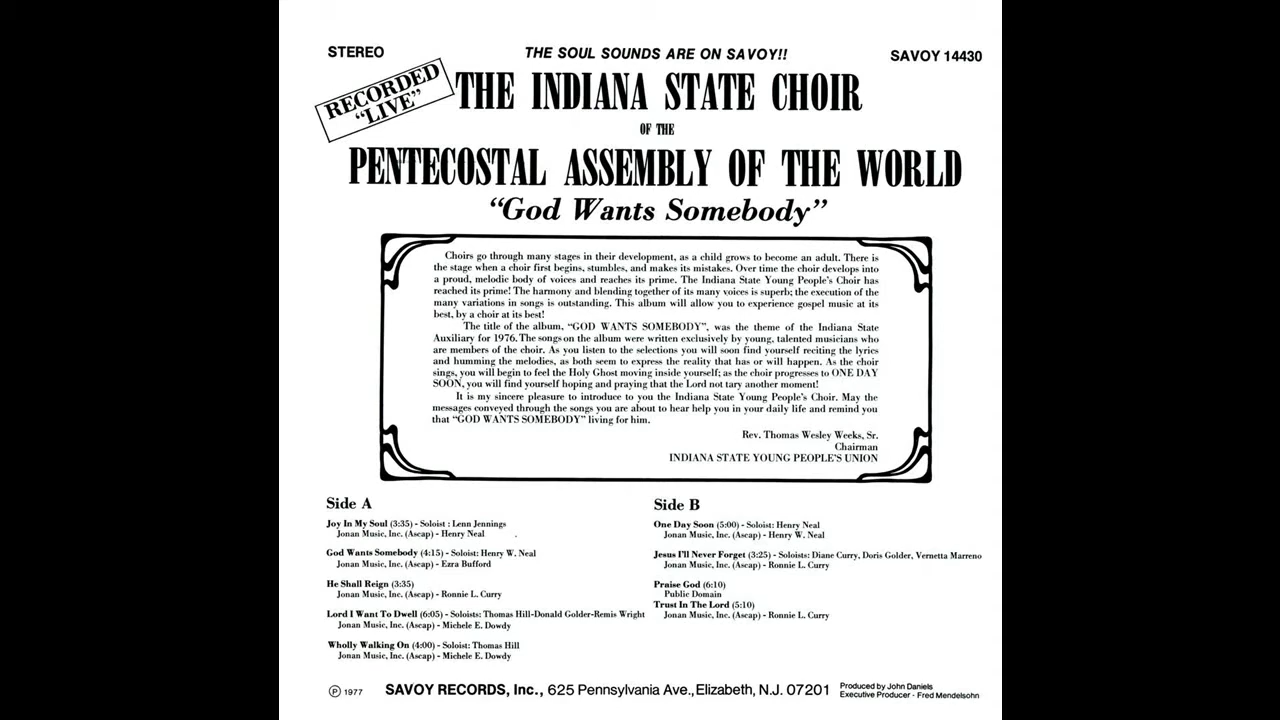 STEREO
THE SOUL SOUNDS ARE ON SAVOY!!
SAVOY 14430
RECORDED
"LIVE"
THE INDIANA STATE CHOIR
OF THE
PENTECOSTAL ASSEMBLY OF THE WORLD
"God Wants Somebody"
Choirs go through many stages in their development, as a child grows to become an adult. There is
the stage when a choir first begins, stumbles, and makes its mistakes. Over time the choir develops into
a proud, melodic body of voices and reaches its prime. The Indiana State Young People's Choir has
reached its prime! The harmony and blending together of its many voices is superb; the execution of the
many variations in songs is outstanding. This album will allow you to experience gospel music at its
best, by a choir at its best!
The title of the album, "GOD WANTS SOMEBODY", was the theme of the Indiana State
Auxiliary for 1976. The songs on the album were written exclusively by young, talented musicians who
are members of the choir. As you listen to the selections you will soon find yourself reciting the lyrics
and humming the melodies, as both seem to express the reality that has or will happen. As the choir
sings, you will begin to feel the Holy Ghost moving inside yourself; as the choir progresses to ONE DAY
SOON, you will find yourself hoping and praying that the Lord not tary another moment!
It is my sincere pleasure to introduce to you the Indiana State Young People's Choir. May the
messages conveyed through the songs you are about to hear help you in your daily life and remind you
that "GOD WANTS SOMEBODY" living for him.
Rev. Thomas Wesley Weeks, Sr.
Chairman
INDIANA STATE YOUNG PEOPLE'S UNION
Side A
Joy In My Soul (3:35) - Soloist : Lenn Jennings
Jonan Music, Inc. (Ascap) - Henry Neal
God Wants Somebody (4:15) - Soloist: Henry W. Neal
Jonan Music, Inc. (Ascap) - Ezra Bufford
He Shall Reign (3:35)
Jonan Music, Inc. (Ascap) - Ronnie L. Curry
Lord I Want To Dwell (6:05) - Soloists: Thomas Hill-Donald Golder-Remis Wright
Jonan Music, Inc. (Ascap) - Michele E. Dowdy
Wholly Walking On (4:00) - Soloist: Thomas Hill
Jonan Music, Inc. (Ascap) - Michele E. Dowdy
Side B
One Day Soon (5:00) - Soloist: Henry Neal
Jonan Music, Inc. (Ascap) - Henry W. Neal
Jesus I'll Never Forget (3:25) - Soloists: Diane Curry, Doris Golder, Vernetta Marreno
Jonan Music, Inc. (Ascap) - Ronnie L. Curry
Praise God (6:10)
Public Domain
Trust In The Lord (5:10)
Jonan Music, Inc. (Ascap) - Ronnie L. Curry
℗ 1977
SAVOY RECORDS, Inc., 625 Pennsylvania Ave., Elizabeth, N.J. 07201
Produced by John Daniels
Executive Producer - Fred Mendelsohn